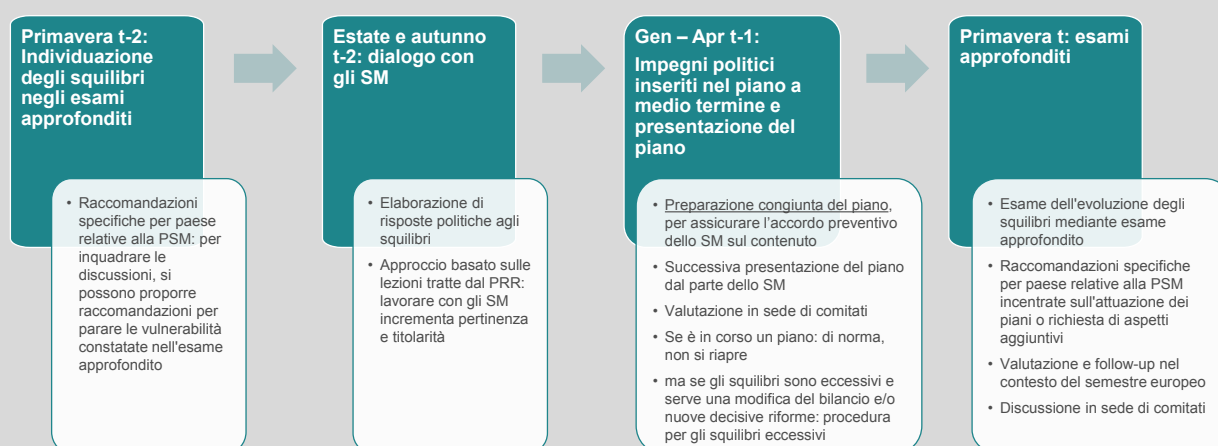 Primavera t-2:
Individuazione
degli squilibri
negli esami
approfonditi
• Raccomandazioni
specifiche per paese
relative alla PSM: per
inquadrare le
discussioni, si
possono proporre
raccomandazioni per
parare le vulnerabilità
constatate nell'esame
approfondito
Estate e autunno
t-2: dialogo con
gli SM
• Elaborazione di
risposte politiche agli
squilibri
• Approccio basato sulle
lezioni tratte dal PRR:
lavorare con gli SM
incrementa pertinenza
e titolarità
Gen – Apr t-1:
Impegni politici
inseriti nel piano a
medio termine e
presentazione del
piano
• Preparazione congiunta del piano,
per assicurare l’accordo preventivo
dello SM sul contenuto
• Successiva presentazione del piano
dal parte dello SM
• Valutazione in sede di comitati
• Se è in corso un piano: di norma,
non si riapre
• ma se gli squilibri sono eccessivi e
serve una modifica del bilancio e/o
nuove decisive riforme: procedura
per gli squilibri eccessivi
Primavera t: esami
approfonditi
• Esame dell'evoluzione degli
squilibri mediante esame
approfondito
• Raccomandazioni specifiche
per paese relative alla PSM
incentrate sull'attuazione dei
piani o richiesta di aspetti
aggiuntivi
• Valutazione e follow-up nel
contesto del semestre europeo
• Discussione in sede di comitati